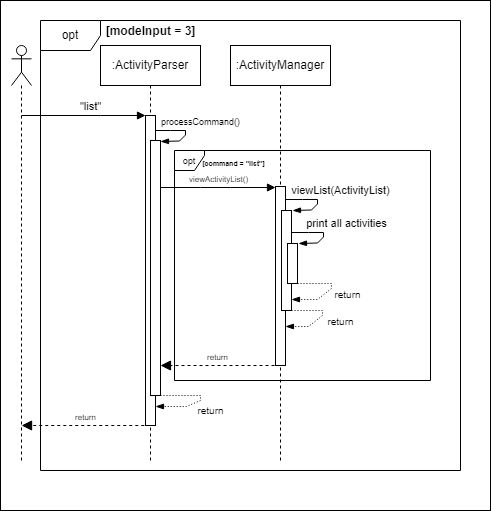 opt
[modeInput = 3]
:ActivityParser
:ActivityManager
"list"
processCommand()
opt
[command = "list"]
viewActivityList()
viewList(ActivityList)
print all activities
return
return
return
return
return